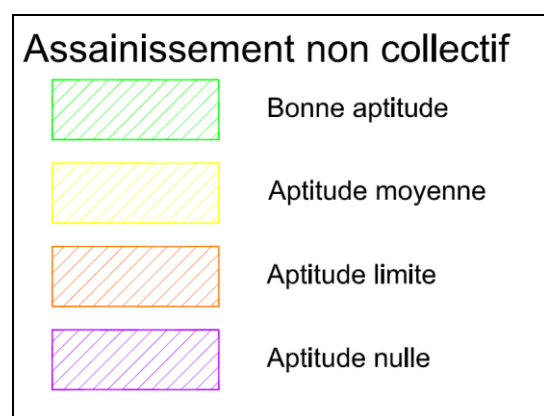 Assainissement non collectif
Bonne aptitude
Aptitude moyenne
Aptitude limite
Aptitude nulle